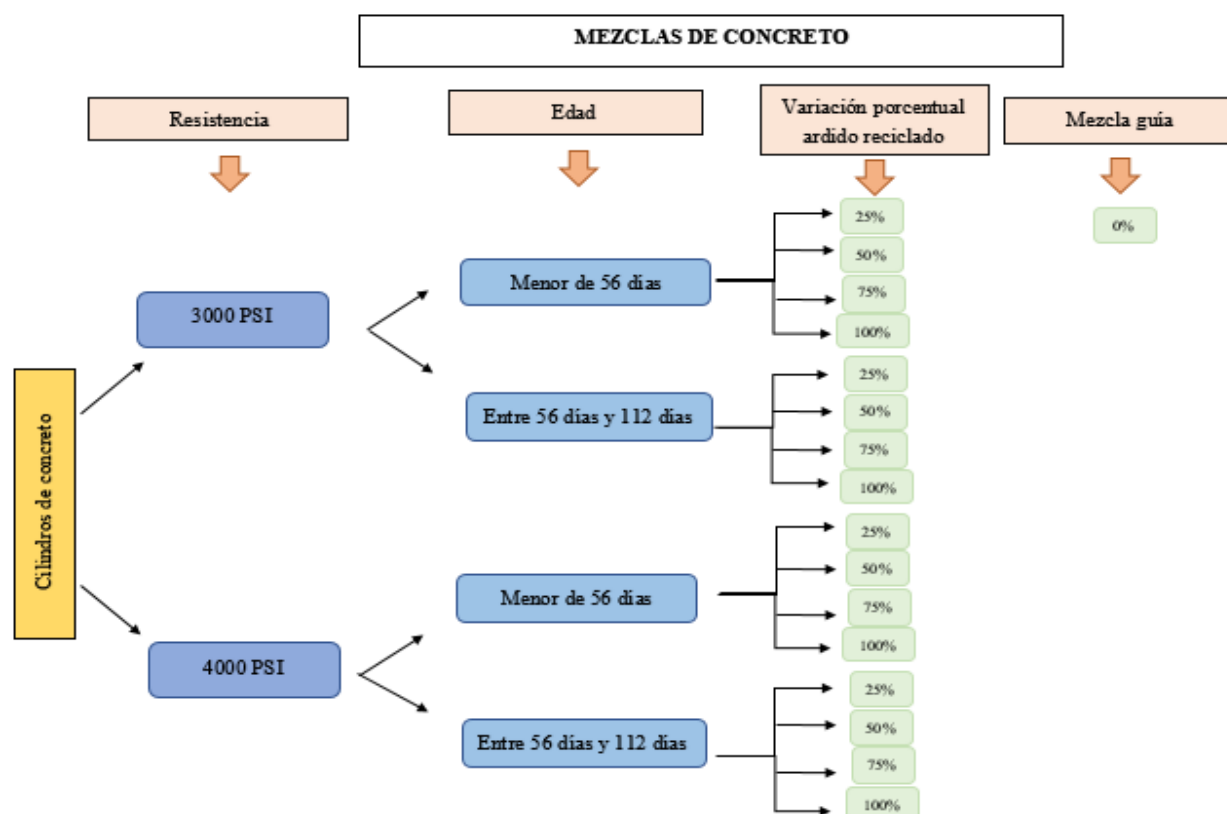 MEZCLAS DE CONCRETO
Resistencia
Edad
Variación porcentual
ardido reciclado
Mezcla guía
Cilindros de concreto
3000 PSI
Menor de 56 días
25%
50%
75%
100%
0%
Entre 56 días y 112 días
25%
50%
75%
100%
4000 PSI
Menor de 56 días
25%
50%
75%
100%
Entre 56 días y 112 días
25%
50%
75%
100%